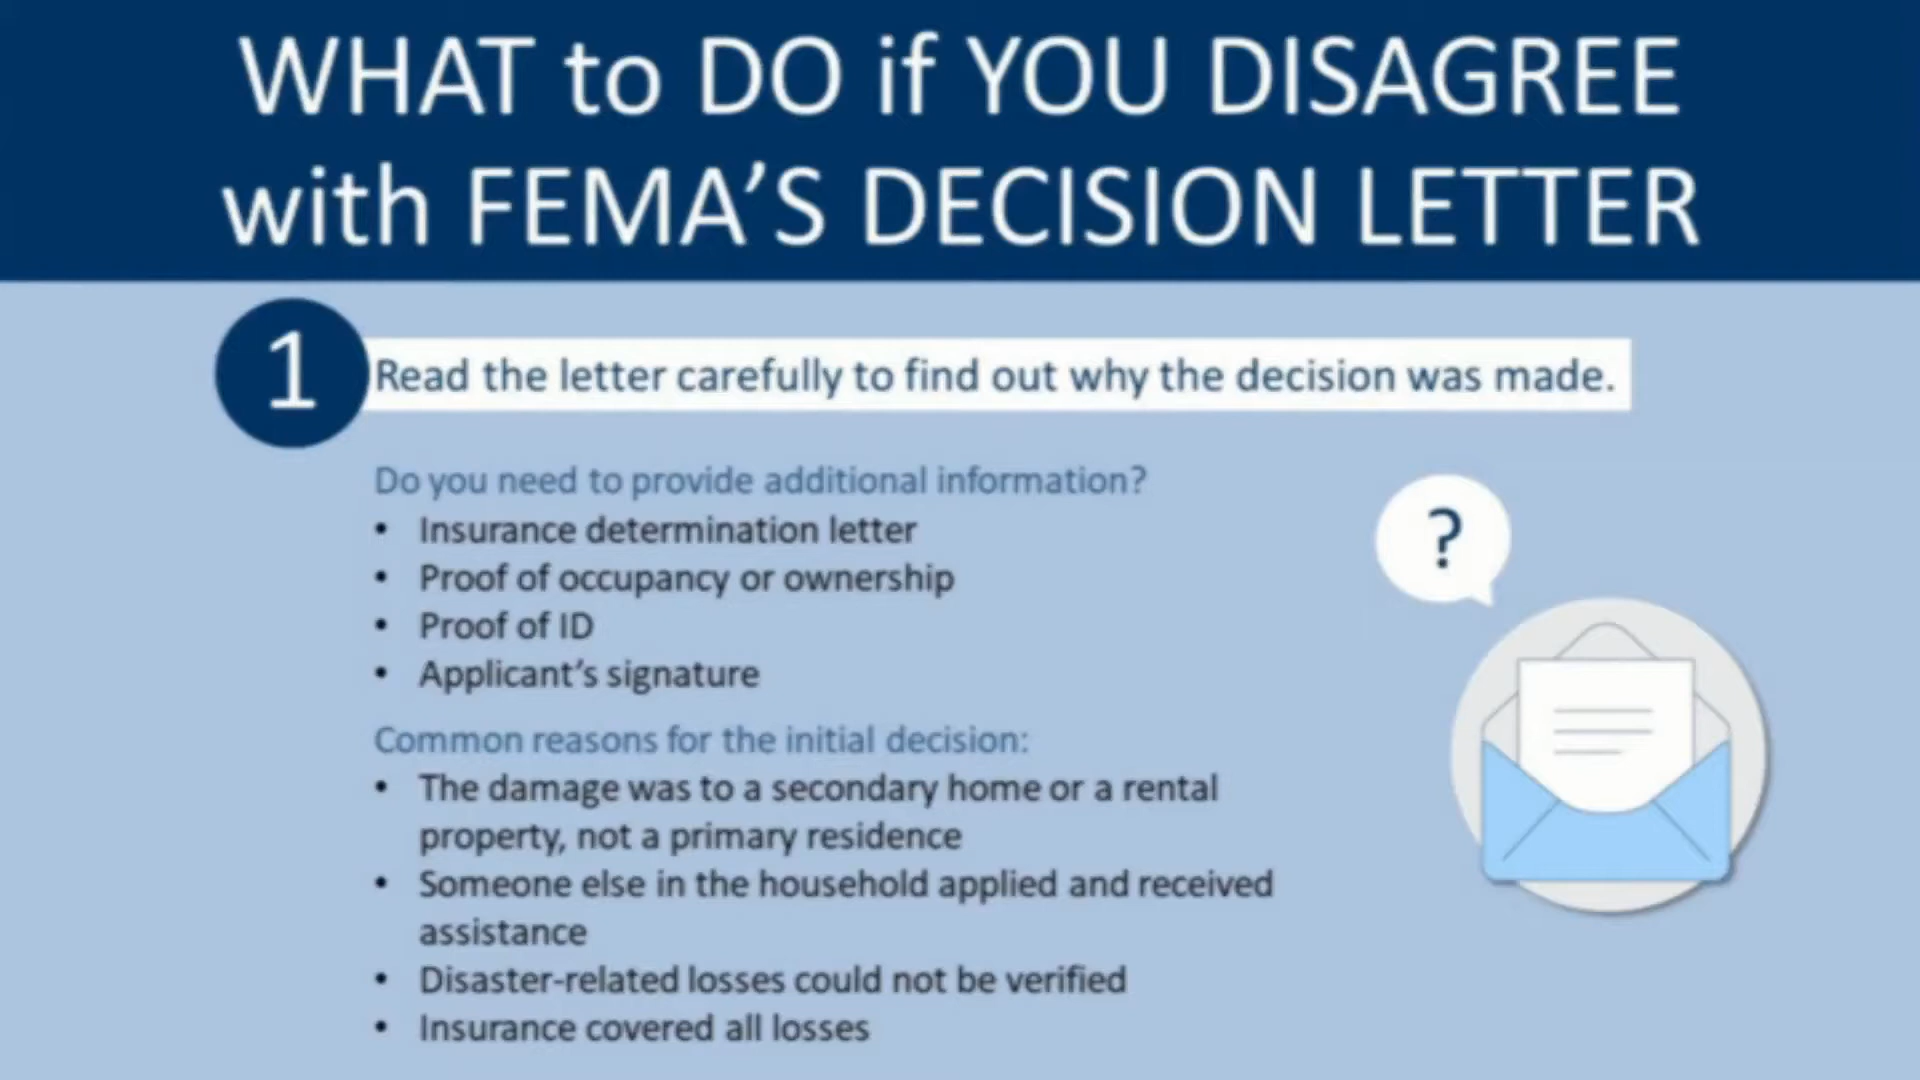 WHAT to DO if YOU DISAGREE
with FEMA’S DECISION LETTER
1
Read the letter carefully to find out why the decision was made.
Do you need to provide additional information?
• Insurance determination letter
• Proof of occupancy or ownership
• Proof of ID
• Applicant’s signature
?
Common reasons for the initial decision:
• The damage was to a secondary home or a rental
property, not a primary residence
• Someone else in the household applied and received
assistance
• Disaster-related losses could not be verified
• Insurance covered all losses